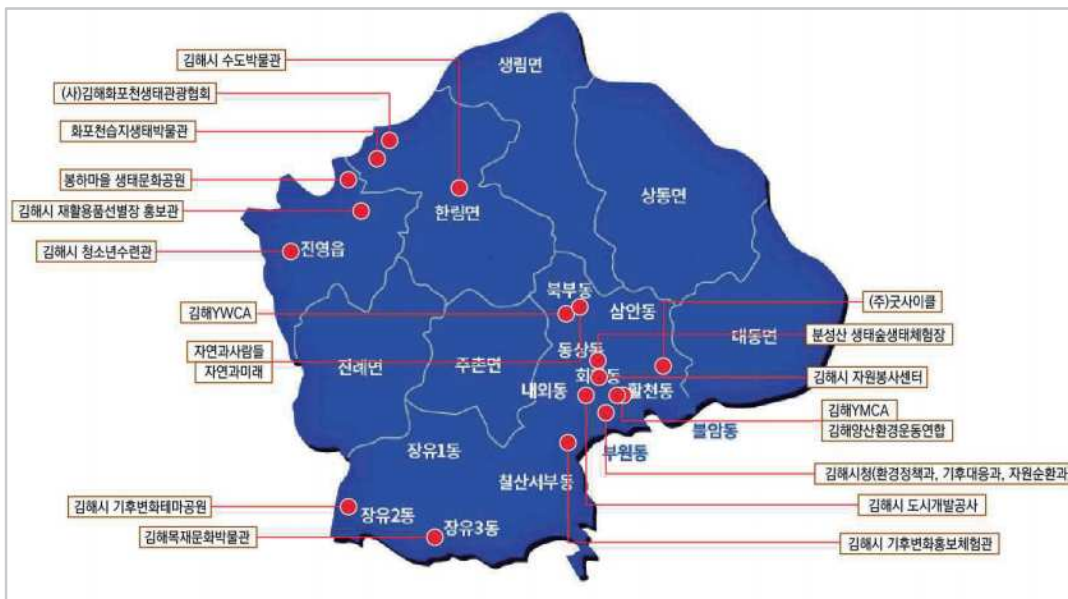 김해시 수도박물관
(사)김해화포천생태관광협회
화포천습지생태박물관
봉하마을 생태문화공원
김해시 재활용품선별장 홍보관
김해시 청소년수련관
김해YWCA
자연과사람들
자연과미래
김해시 기후변화테마공원
김해목재문화박물관
생림면
상동면
한림면
진영읍
북부동
삼안동
대동면
동상동
진례면
주촌면
내외동
활천동
불암동
부원동
장유1동
칠산서부동
장유2동
장유3동
(주)굿사이클
분성산 생태숲생태체험장
김해시 자원봉사센터
김해YMCA
김해양산환경운동연합
김해시청(환경정책과, 기후대응과, 자원순환과
김해시 도시개발공사
김해시 기후변화홍보체험관